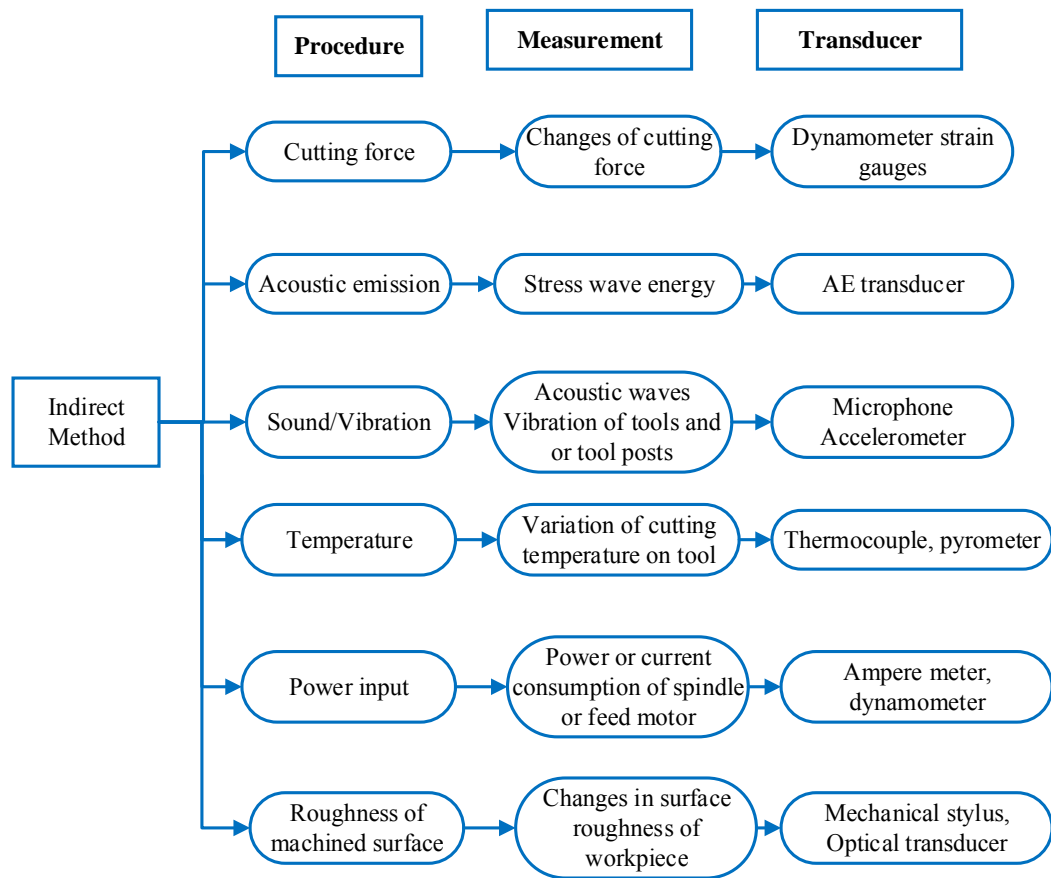 Procedure
Measurement
Transducer
Cutting force
Changes of cutting
force
Dynamometer strain
gauges
Acoustic emission
Stress wave energy
AE transducer
Indirect
Method
Sound/Vibration
Acoustic waves
Vibration of tools and
or tool posts
Microphone
Accelerometer
Temperature
Variation of cutting
temperature on tool
Thermocouple, pyrometer
Power input
Power or current
consumption of spindle
or feed motor
Ampere meter,
dynamometer
Roughness of
machined surface
Changes in surface
roughness of
workpiece
Mechanical stylus,
Optical transducer